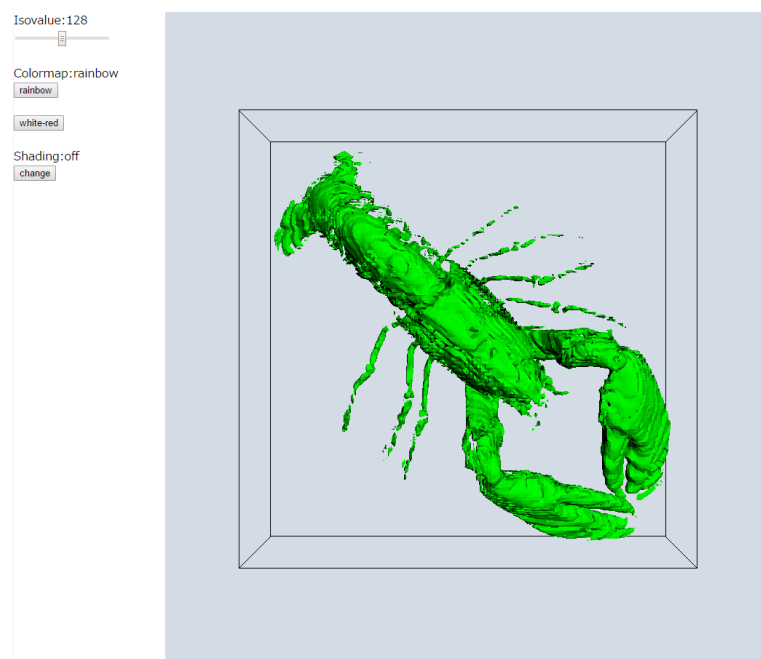 Isovalue:128
Colormap:rainbow
rainbow
white-red
Shading:off
change